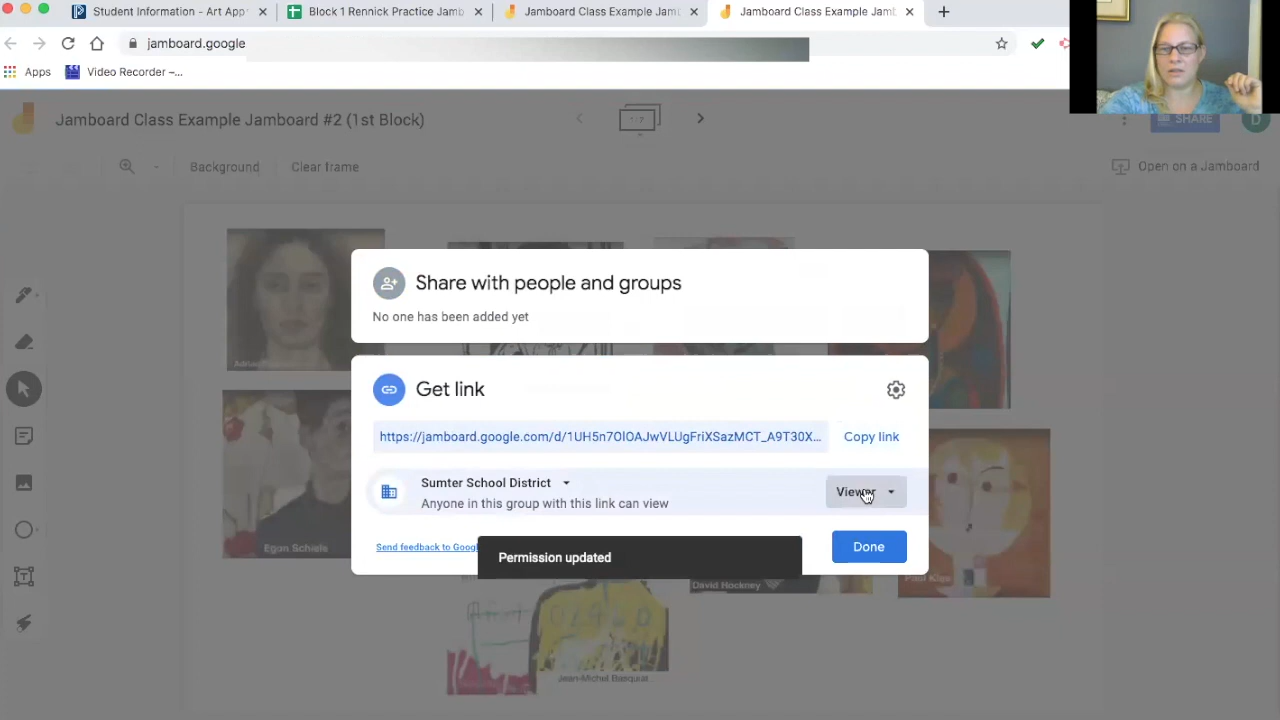 Student Information - Art App
Block 1 Rennick Practice Jamb
Jamboard Class Example Jam
Jamboard Class Example Jamb
jamboard.google
Apps
Video Recorder –...
Jamboard Class Example Jamboard #2 (1st Block)
SHARE
D
Background
Clear frame
Open on a Jamboard
Share with people and groups
No one has been added yet
Get link
https://jamboard.google.com/d/1UH5n7OlOAJwVLUgFriXSazMCT_A9T30X...
Copy link
Sumter School District
Viewer
Anyone in this group with this link can view
Send feedback to Googl
Permission updated
Done
Egon Schiele
David Hockney
Paul Klee
Jean-Michel Basquiat